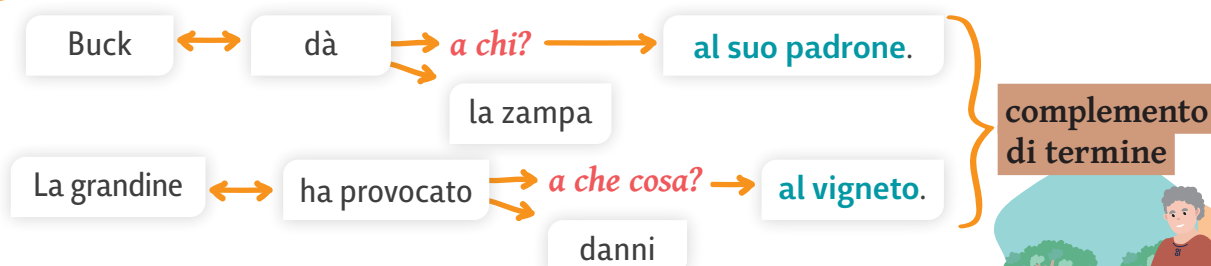 Buck dà a chi? al suo padrone.
la zampa
complemento
di termine
La grandine ha provocato a che cosa? al vigneto.
danni